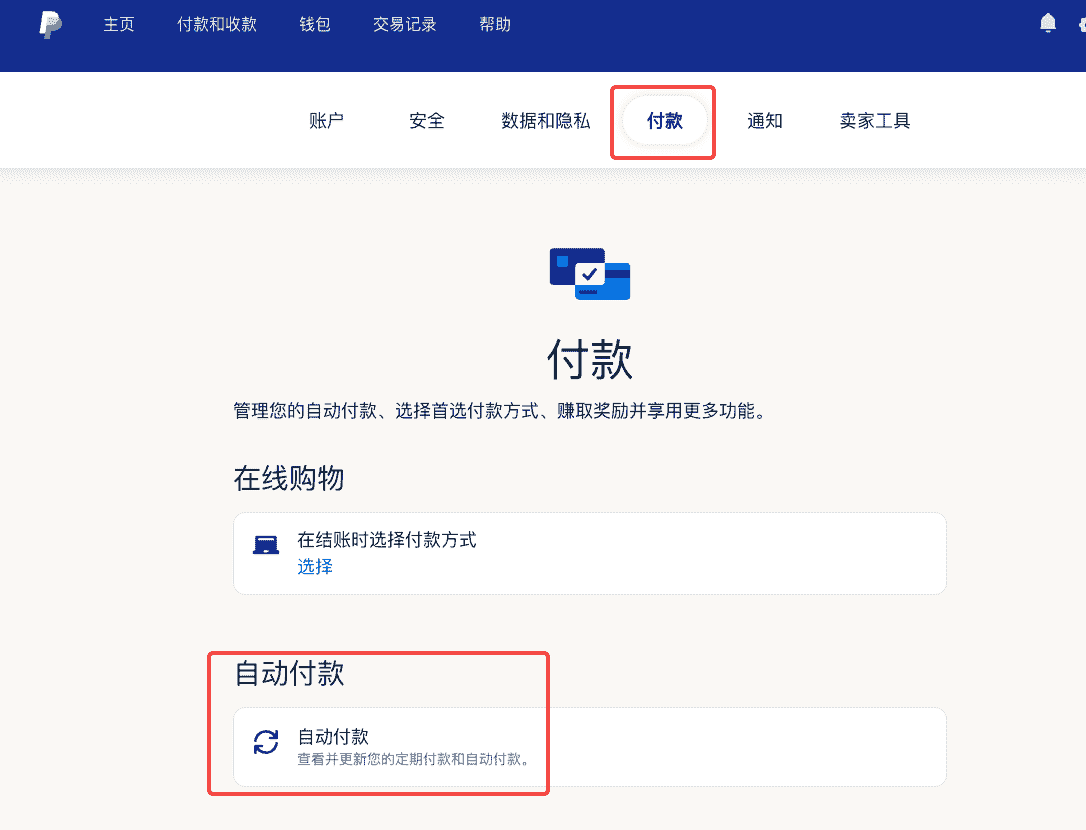 主页 付款和收款 钱包 交易记录 帮助
账户 安全 数据和隐私 付款 通知 卖家工具
付款
管理您的自动付款、选择首选付款方式、赚取奖励并享用更多功能。
在线购物
在结账时选择付款方式
选择
自动付款
自动付款
查看并更新您的定期付款和自动付款。